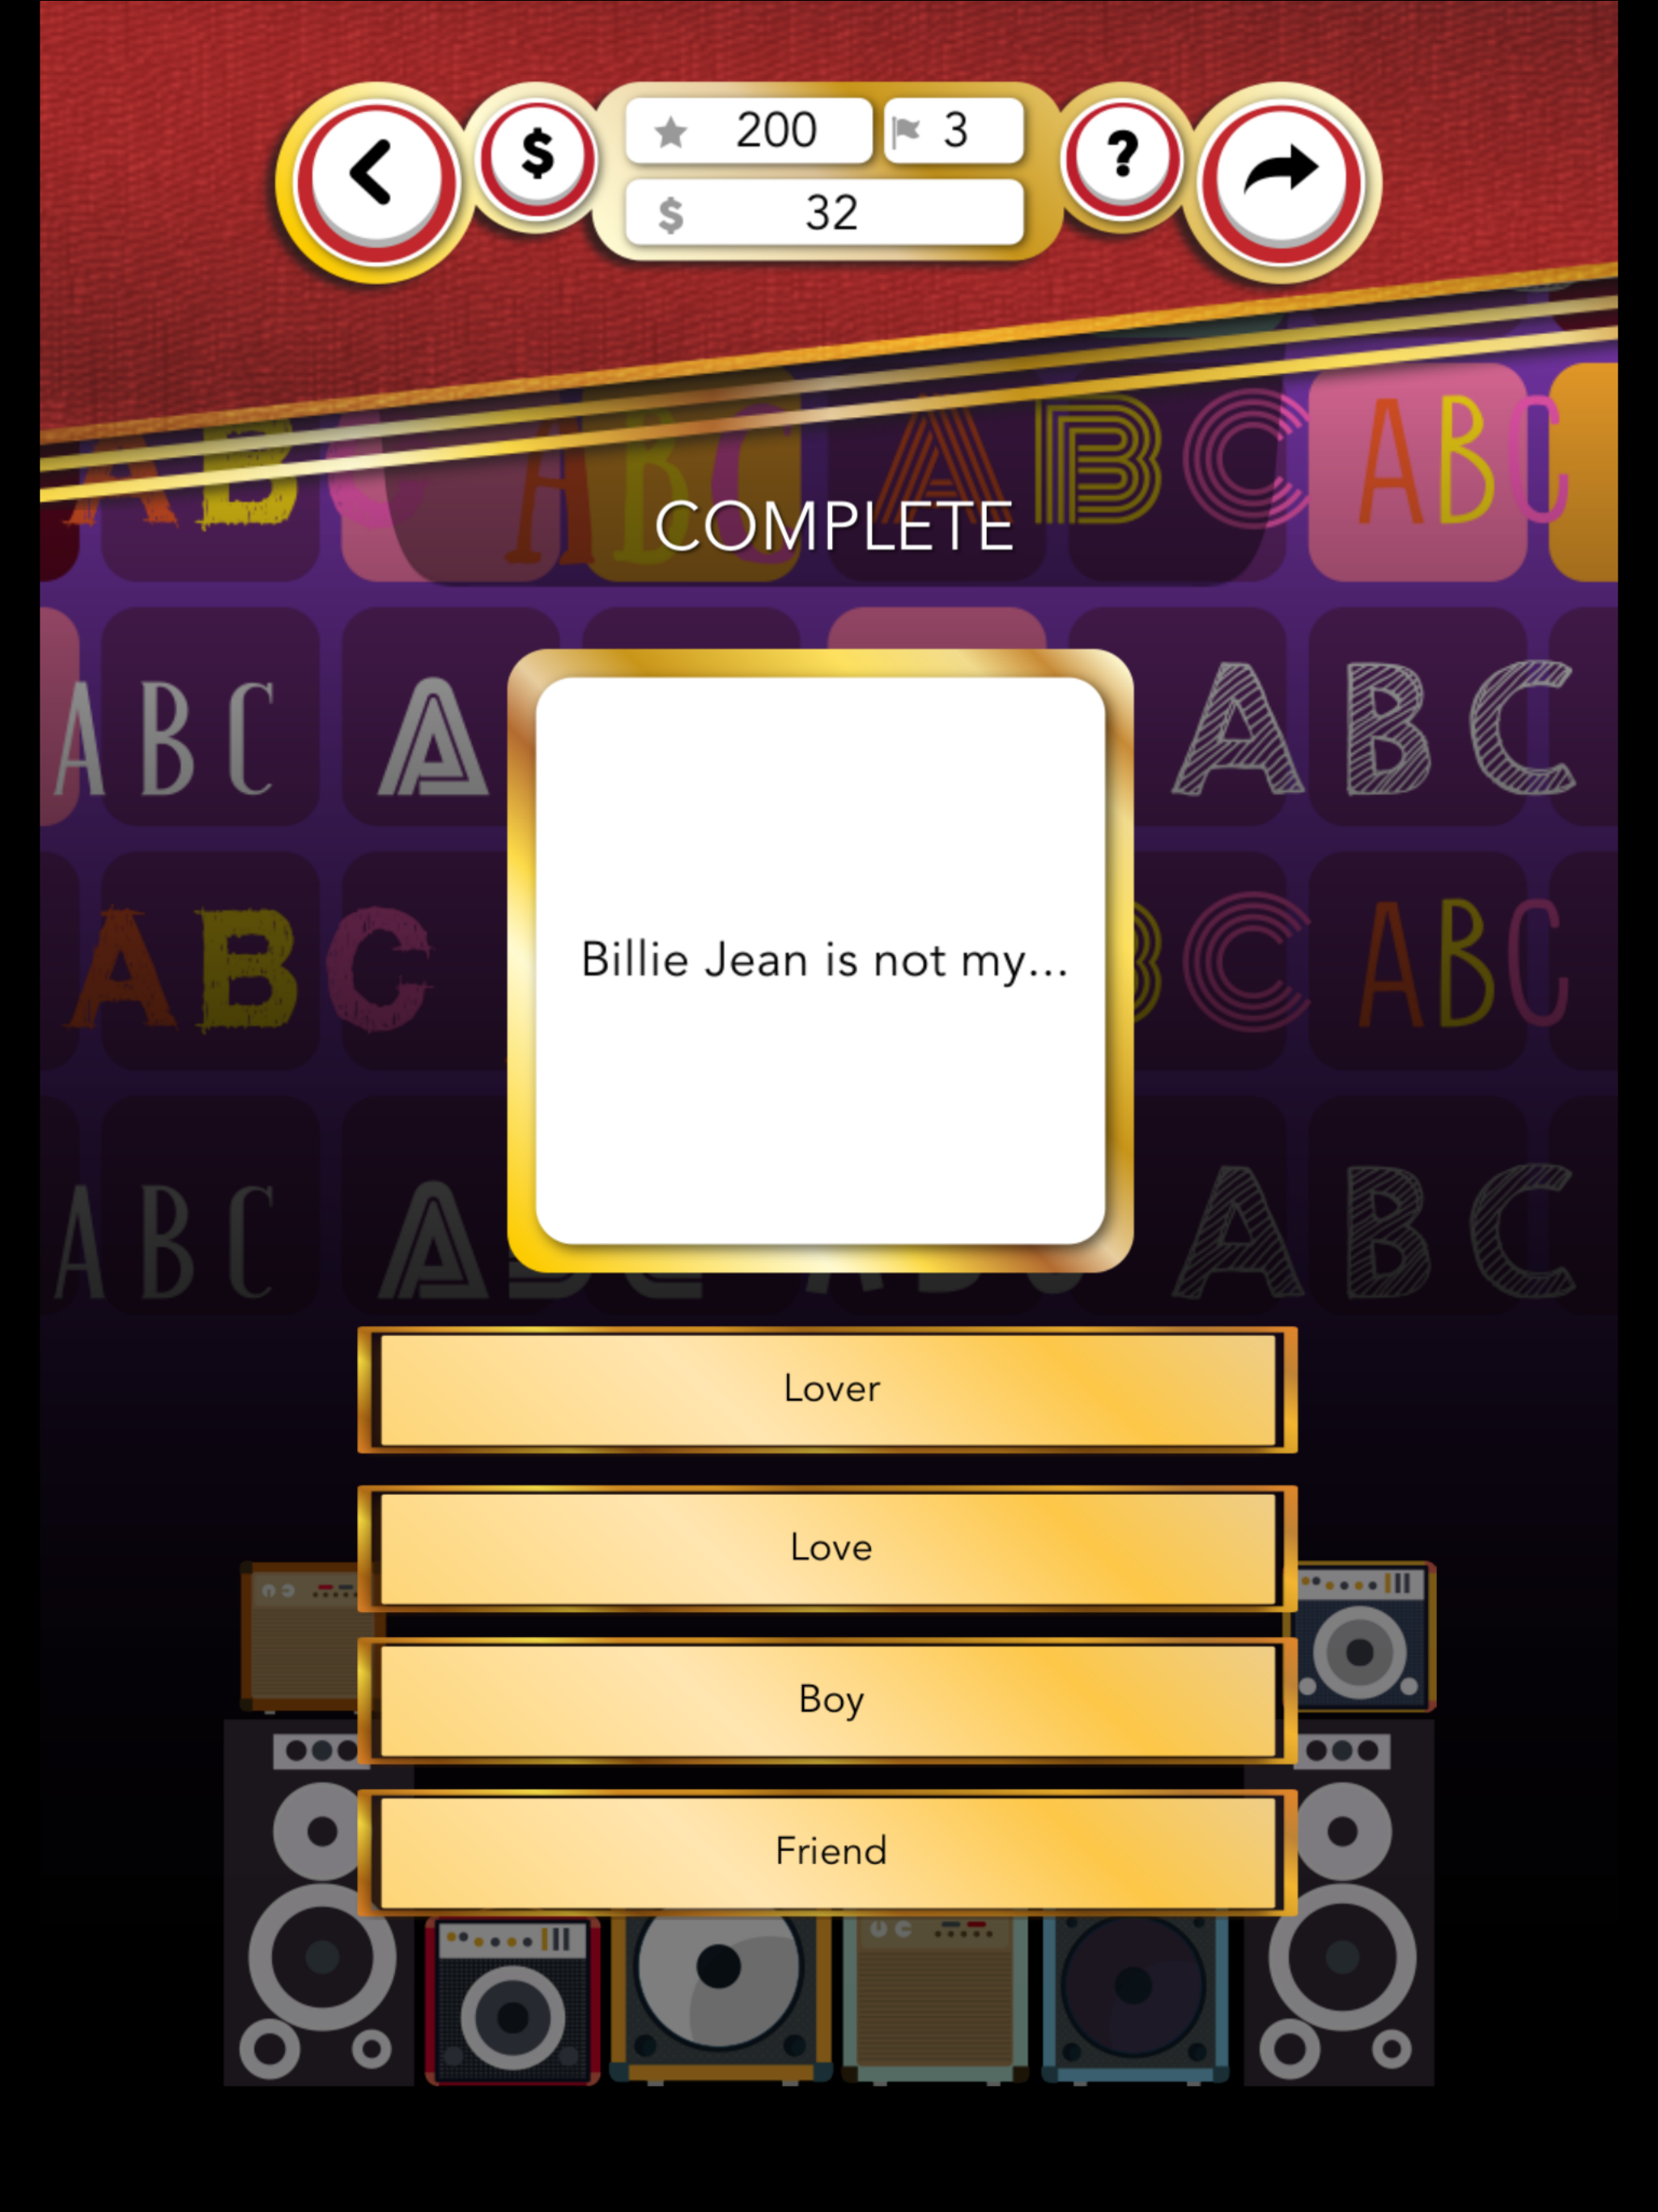 $ 200 3 ?
$ 32
A B C A B C A B C A B C
COMPLETE
A B C A A B C
Billie Jean is not my...
A B C B C A B C
A B C A A B C
Lover
Love
Boy
Friend